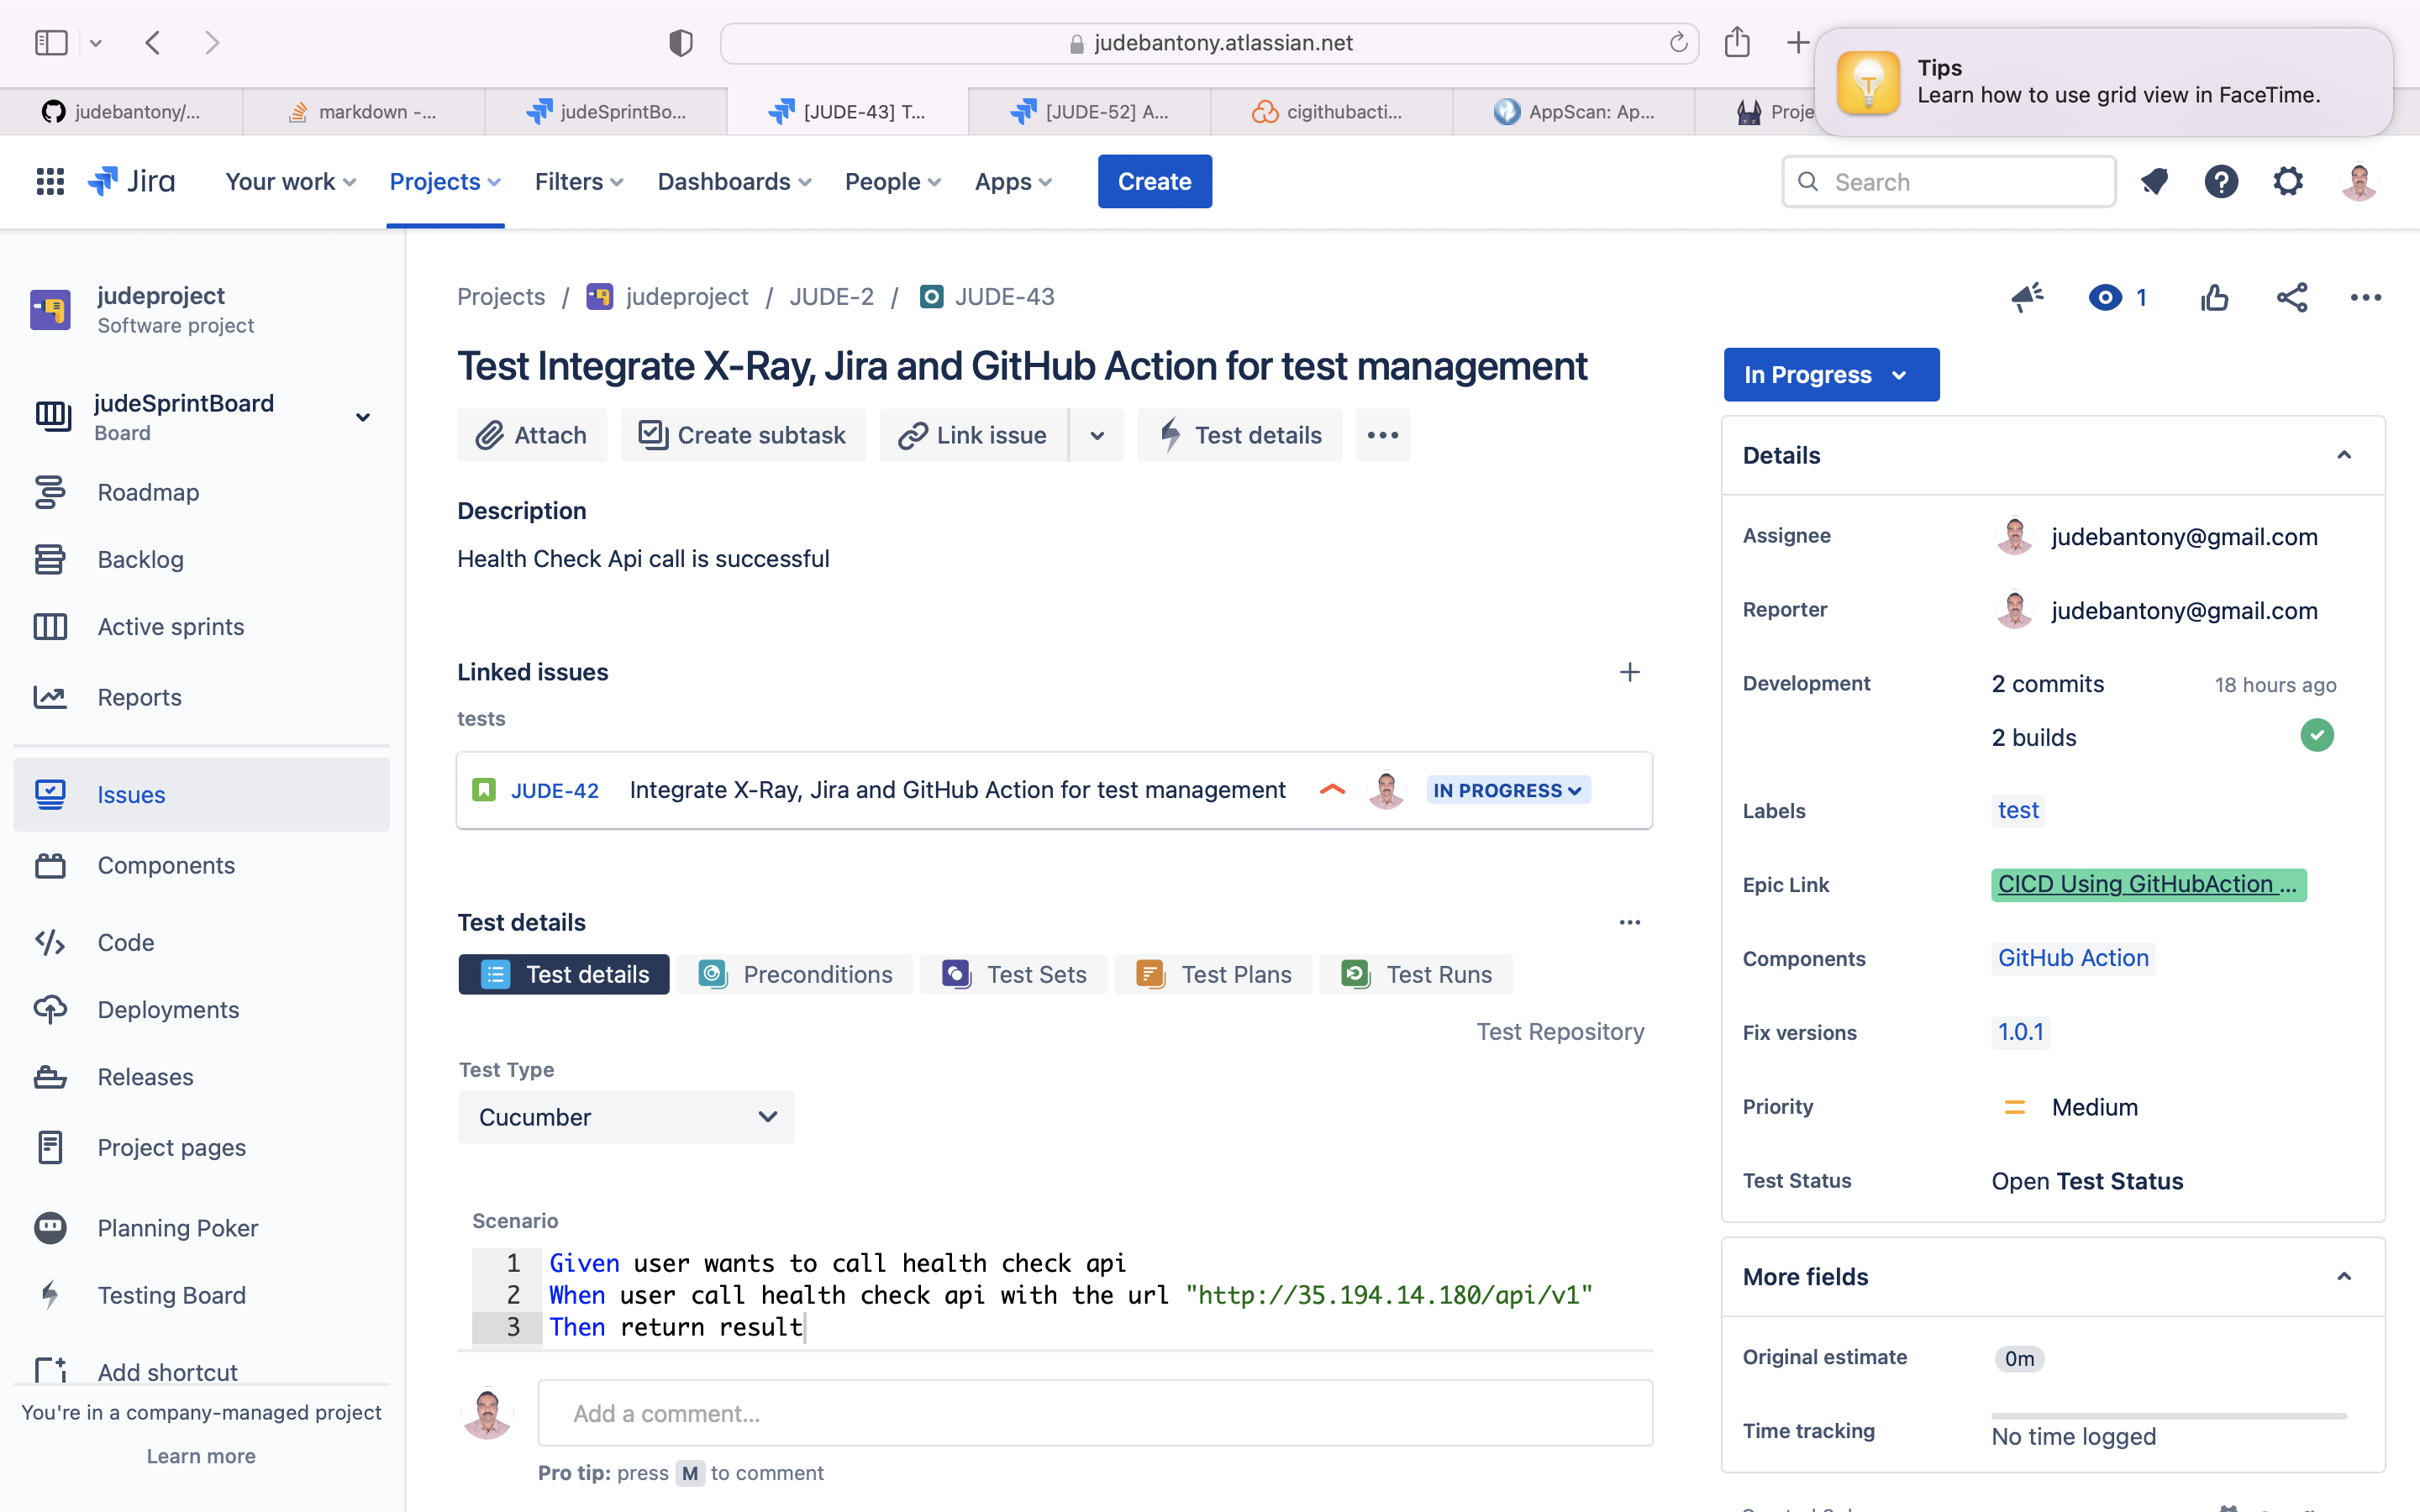 judebantony.atlassian.net
Tips
Learn how to use grid view in FaceTime.
judebantony/...
markdown -...
judeSprintBo...
[JUDE-43] T...
[JUDE-52] A...
cigithubacti...
AppScan: Ap...
Proje
Jira
Your work
Projects
Filters
Dashboards
People
Apps
Create
Search
judeproject
Software project
judeSprintBoard
Board
Roadmap
Backlog
Active sprints
Reports
Issues
Components
Code
Deployments
Releases
Project pages
Planning Poker
Testing Board
Add shortcut
You're in a company-managed project
Learn more
Projects / judeproject / JUDE-2 / JUDE-43
1
Test Integrate X-Ray, Jira and GitHub Action for test management
Attach
Create subtask
Link issue
Test details
Description
Health Check Api call is successful
Linked issues
tests
JUDE-42 Integrate X-Ray, Jira and GitHub Action for test management IN PROGRESS
Test details
Test details
Preconditions
Test Sets
Test Plans
Test Runs
Test Repository
Test Type
Cucumber
Scenario
1 Given user wants to call health check api
2 When user call health check api with the url "http://35.194.14.180/api/v1"
3 Then return result
Add a comment...
Pro tip: press M to comment
In Progress
Details
Assignee judebantony@gmail.com
Reporter judebantony@gmail.com
Development 2 commits 18 hours ago
2 builds
Labels test
Epic Link CICD Using GitHubAction ...
Components GitHub Action
Fix versions 1.0.1
Priority Medium
Test Status Open Test Status
More fields
Original estimate 0m
Time tracking No time logged